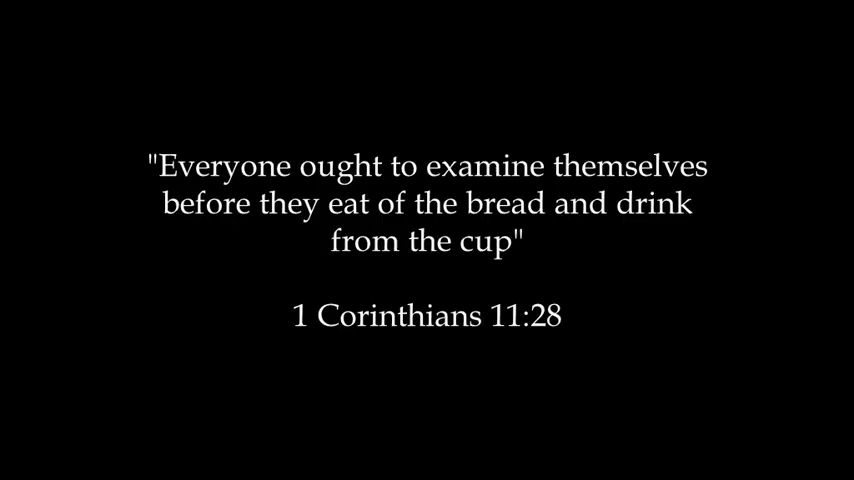 "Everyone ought to examine themselves
before they eat of the bread and drink
from the cup"
1 Corinthians 11:28